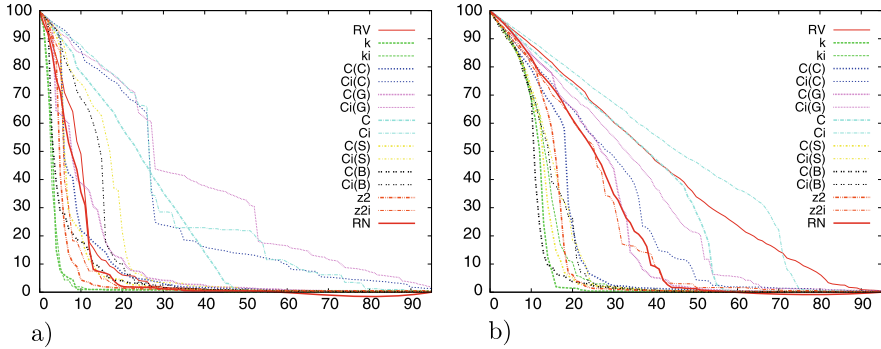 100
90
80
70
60
50
40
30
20
10
0
0 10 20 30 40 50 60 70 80 90
RV
k
ki
C(C)
Ci(C)
C(G)
Ci(G)
C
Ci
C(S)
Ci(S)
C(B)
Ci(B)
z2
z2i
RN
a)
100
90
80
70
60
50
40
30
20
10
0
0 10 20 30 40 50 60 70 80 90
RV
k
ki
C(C)
Ci(C)
C(G)
Ci(G)
C
Ci
C(S)
Ci(S)
C(B)
Ci(B)
z2
z2i
RN
b)